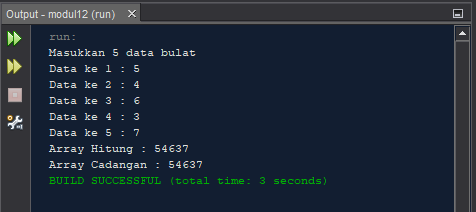 Output - modul12 (run)
run:
Masukkan 5 data bulat
Data ke 1 : 5
Data ke 2 : 4
Data ke 3 : 6
Data ke 4 : 3
Data ke 5 : 7
Array Hitung : 54637
Array Cadangan : 54637
BUILD SUCCESSFUL (total time: 3 seconds)